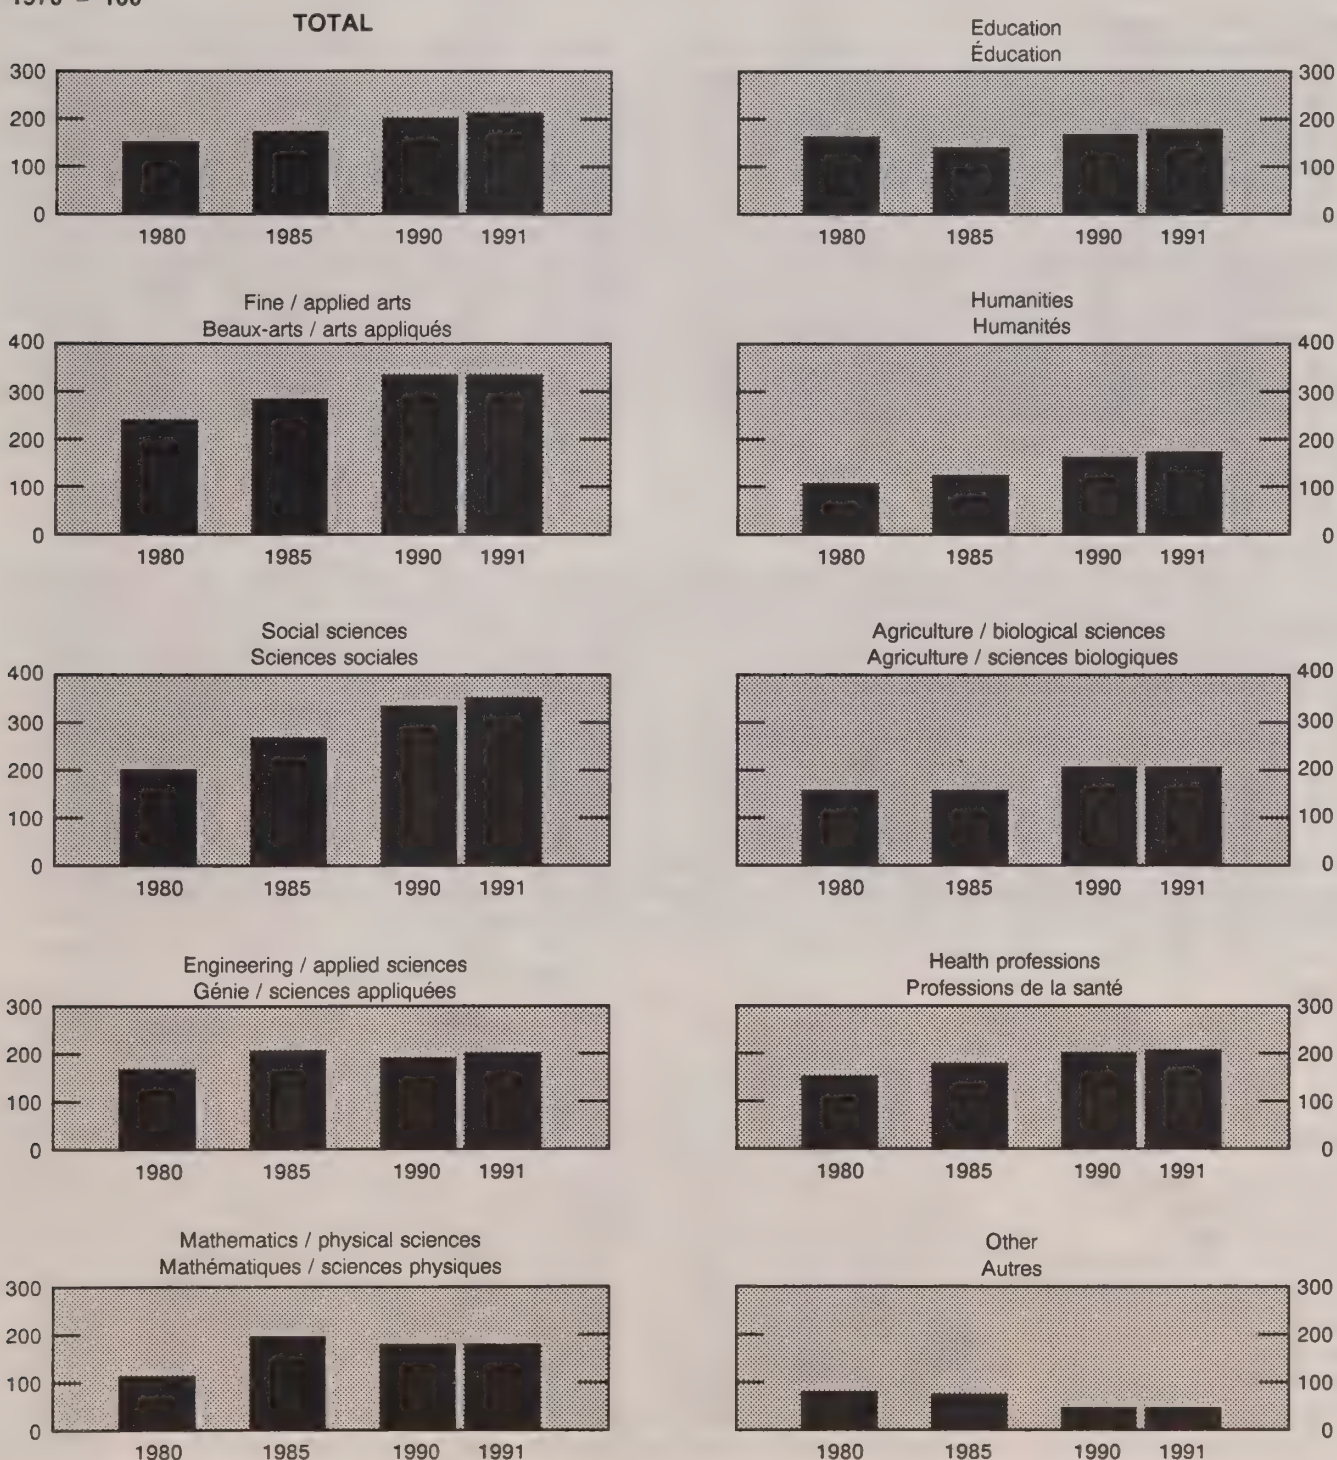 TOTAL
300
200
100
0
1980 1985 1990 1991
Education
Éducation
300
200
100
0
1980 1985 1990 1991
Fine / applied arts
Beaux-arts / arts appliqués
400
300
200
100
0
1980 1985 1990 1991
Humanities
Humanités
400
300
200
100
0
1980 1985 1990 1991
Social sciences
Sciences sociales
400
300
200
100
0
1980 1985 1990 1991
Agriculture / biological sciences
Agriculture / sciences biologiques
400
300
200
100
0
1980 1985 1990 1991
Engineering / applied sciences
Génie / sciences appliquées
300
200
100
0
1980 1985 1990 1991
Health professions
Professions de la santé
300
200
100
0
1980 1985 1990 1991
Mathematics / physical sciences
Mathématiques / sciences physiques
300
200
100
0
1980 1985 1990 1991
Other
Autres
300
200
100
0
1980 1985 1990 1991